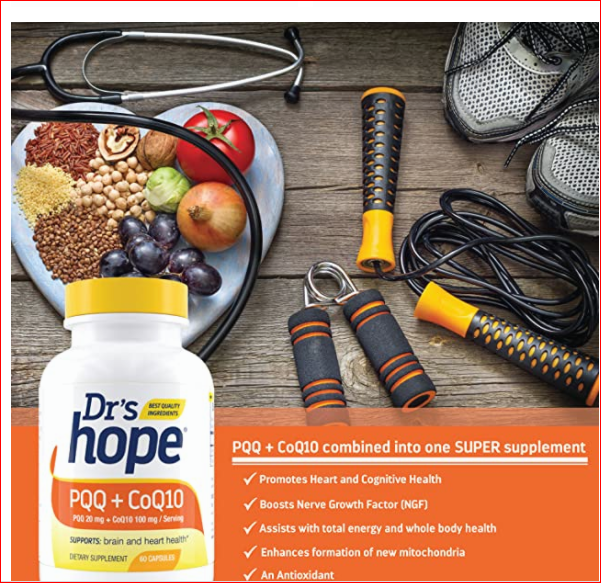 Dr's
hope®
BEST QUALITY
INGREDIENTS
PQQ + CoQ10
PQQ 20 mg + CoQ10 100 mg / Serving
SUPPORTS: brain and heart health*
DIETARY SUPPLEMENT
60 CAPSULES
PQQ + CoQ10 combined into one SUPER supplement
✓ Promotes Heart and Cognitive Health
✓ Boosts Nerve Growth Factor (NGF)
✓ Assists with total energy and whole body health
✓ Enhances formation of new mitochondria
✓ An Antioxidant